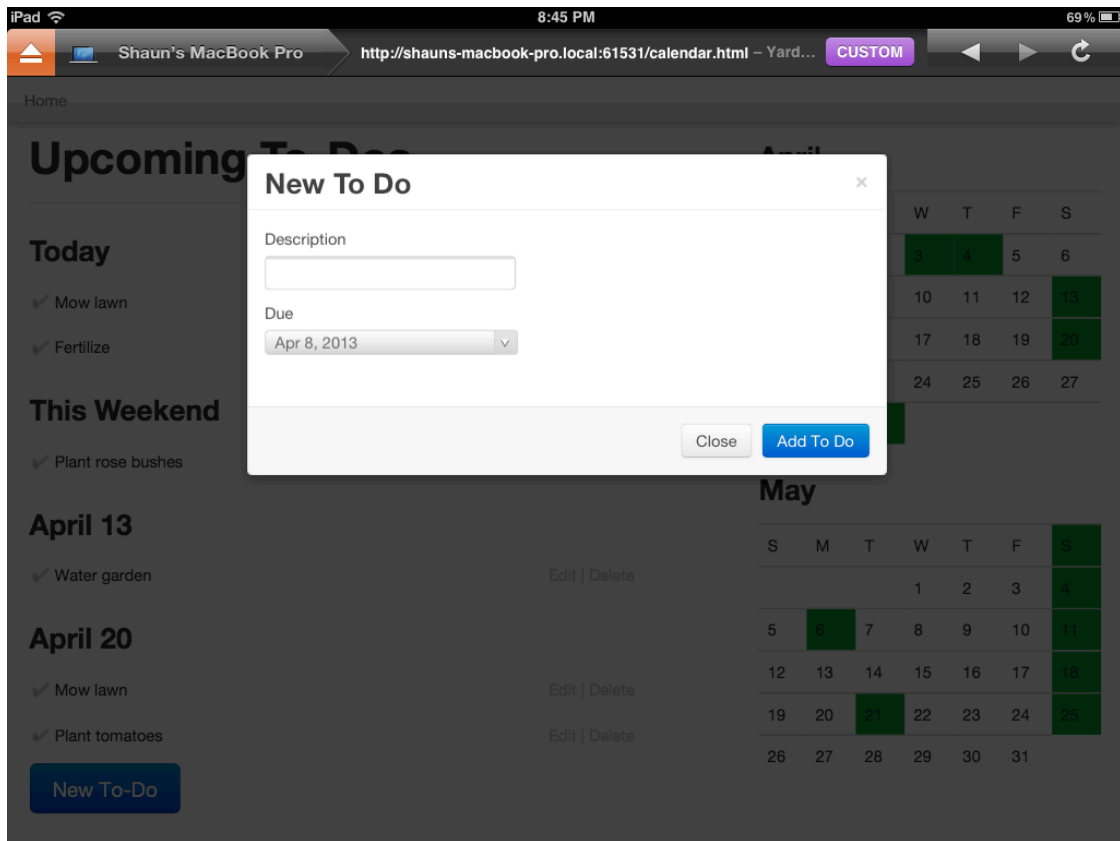 iPad 8:45 PM 69%
Shaun's MacBook Pro http://shauns-macbook-pro.local:61531/calendar.html – Yard... CUSTOM
Home
Upcoming
New To Do ×
Description
Due
Apr 8, 2013
Close Add To Do
Today
✔ Mow lawn
✔ Fertilize
This Weekend
✔ Plant rose bushes
April 13
✔ Water garden Edit | Delete
April 20
✔ Mow lawn Edit | Delete
✔ Plant tomatoes Edit | Delete
New To-Do
W T F S
3 4 5 6
10 11 12 13
17 18 19 20
24 25 26 27
May
S M T W T F S
1 2 3 4
5 6 7 8 9 10 11
12 13 14 15 16 17 18
19 20 21 22 23 24 25
26 27 28 29 30 31